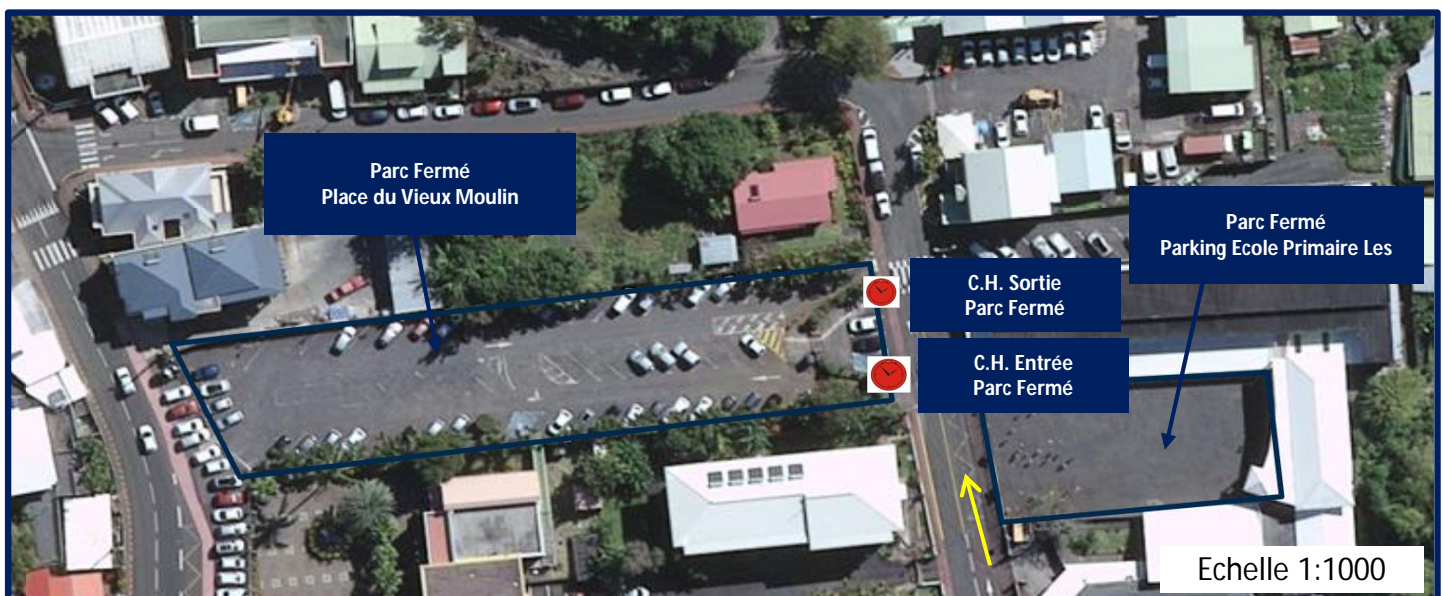 Parc Fermé
Place du Vieux Moulin
Parc Fermé
Parking Ecole Primaire Les
C.H. Sortie
Parc Fermé
C.H. Entrée
Parc Fermé
Echelle 1:1000